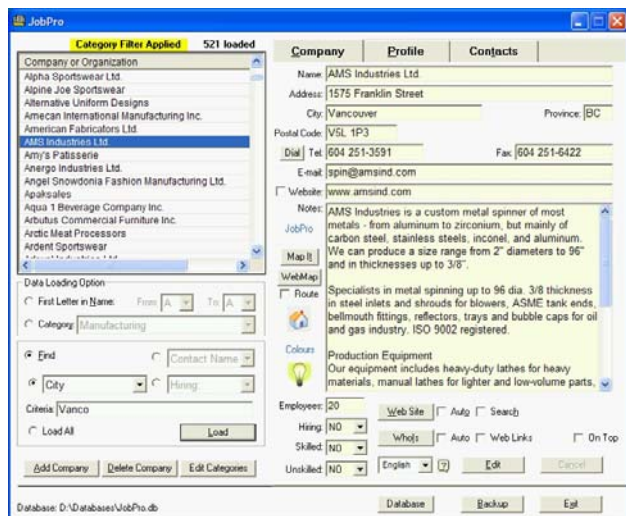 JobPro
Category Filter Applied 521 loaded
Company or Organization
Alpha Sportswear Ltd.
Alpine Joe Sportswear
Alternative Uniform Designs
Amecan International Manufacturing Inc.
American Fabricators Ltd.
AMS Industries Ltd.
Amy's Patisserie
Anergo Industries Ltd.
Angel Snowdonia Fashion Manufacturing Ltd.
Apaksales
Aqua 1 Beverage Company Inc.
Arbutus Commercial Furniture Inc.
Arctic Meat Processors
Ardent Sportswear
Data Loading Option
First Letter in Name: From: A To: A
Category: Manufacturing
Find Contact Name
City Hiring:
Criteria: Vanco
Load All Load
Add Company Delete Company Edit Categories
Database: D:\Databases\JobPro.db
Company Profile Contacts
Name: AMS Industries Ltd.
Address: 1575 Franklin Street
City: Vancouver Province: BC
Postal Code: V5L 1P3
Dial Tel: 604 251-3591 Fax: 604 251-6422
E-mail: spin@amsind.com
Website: www.amsind.com
Notes: AMS Industries is a custom metal spinner of most
metals - from aluminum to zirconium, but mainly of
carbon steel, stainless steels, inconel, and aluminum.
We can produce a size range from 2" diameters to 96"
and in thicknesses up to 3/8".
Specialists in metal spinning up to 96 dia. 3/8 thickness
in steel inlets and shrouds for blowers, ASME tank ends,
bellmouth fittings, reflectors, trays and bubble caps for oil
and gas industry. ISO 9002 registered.
Production Equipment
Our equipment includes heavy-duty lathes for heavy
materials, manual lathes for lighter and low-volume parts,
JobPro
Map It
WebMap
Route
Colours
Employees: 20 Web Site Auto Search
Hiring: NO WhoIs Auto Web Links On Top
Skilled: NO
Unskilled: NO English ? Edit Cancel
Database Backup Exit